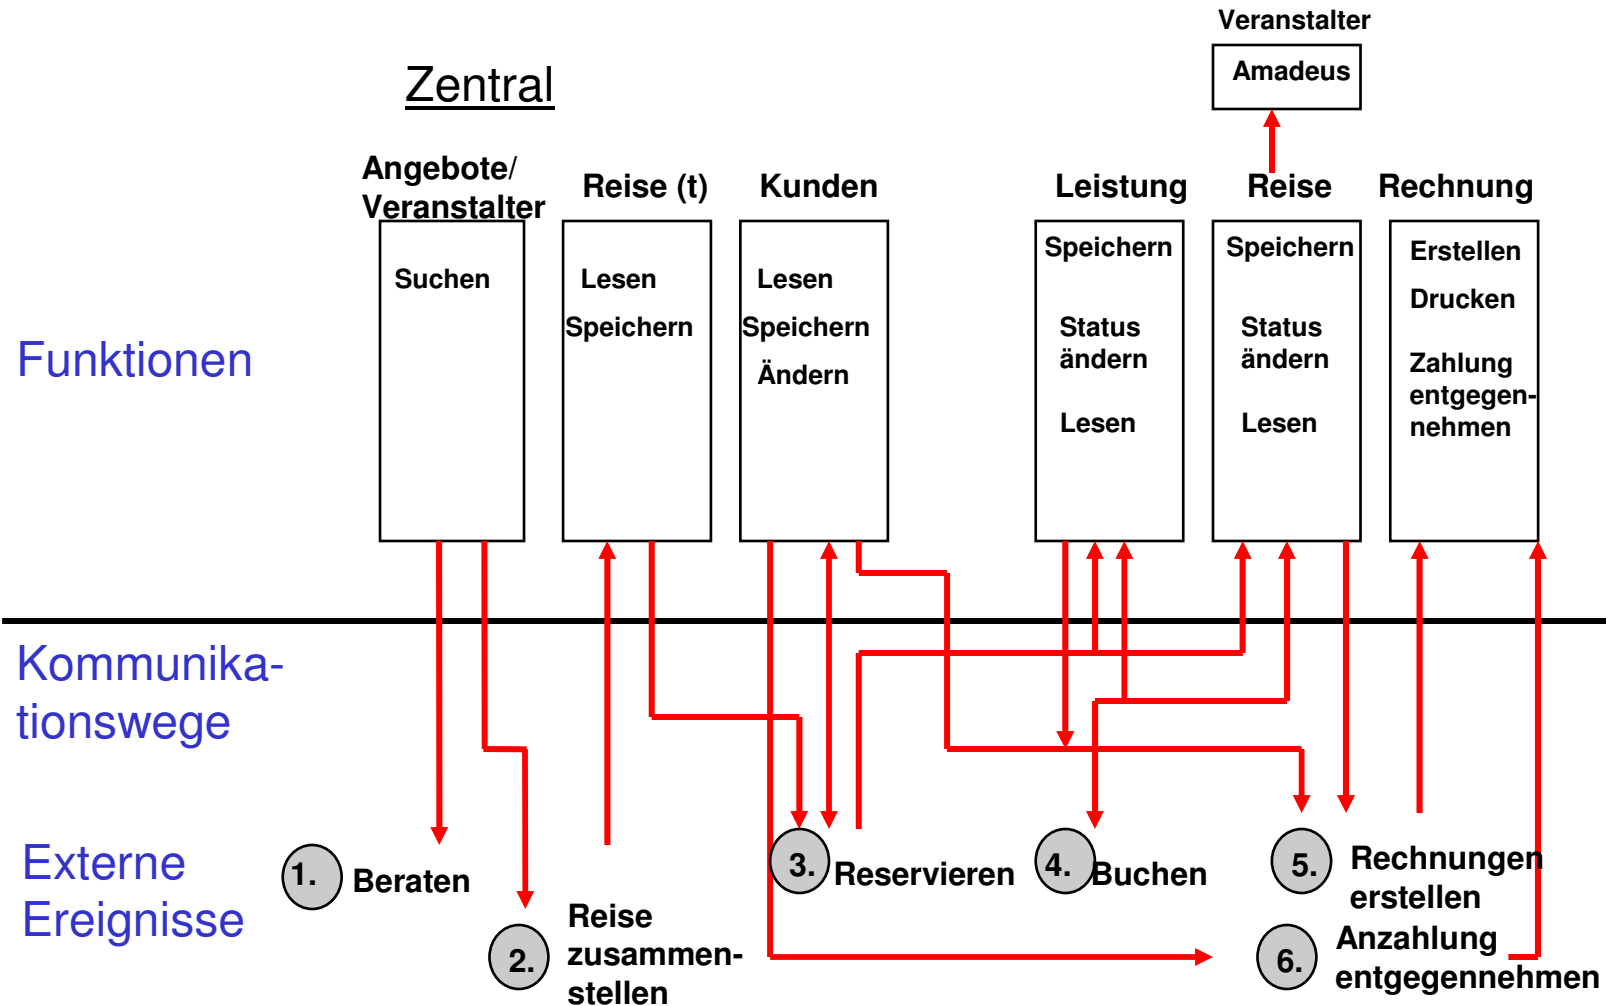 Veranstalter
Amadeus
Zentral
Angebote/
Veranstalter
Reise (t)
Kunden
Leistung
Reise
Rechnung
Suchen
Lesen
Speichern
Lesen
Speichern
Ändern
Speichern
Status
ändern
Lesen
Speichern
Status
ändern
Lesen
Erstellen
Drucken
Zahlung
entgegen-
nehmen
Funktionen
Kommunika-
tionswege
Externe
Ereignisse
1. Beraten
2. Reise
zusammen-
stellen
3. Reservieren
4. Buchen
5. Rechnungen
erstellen
6. Anzahlung
entgegennehmen